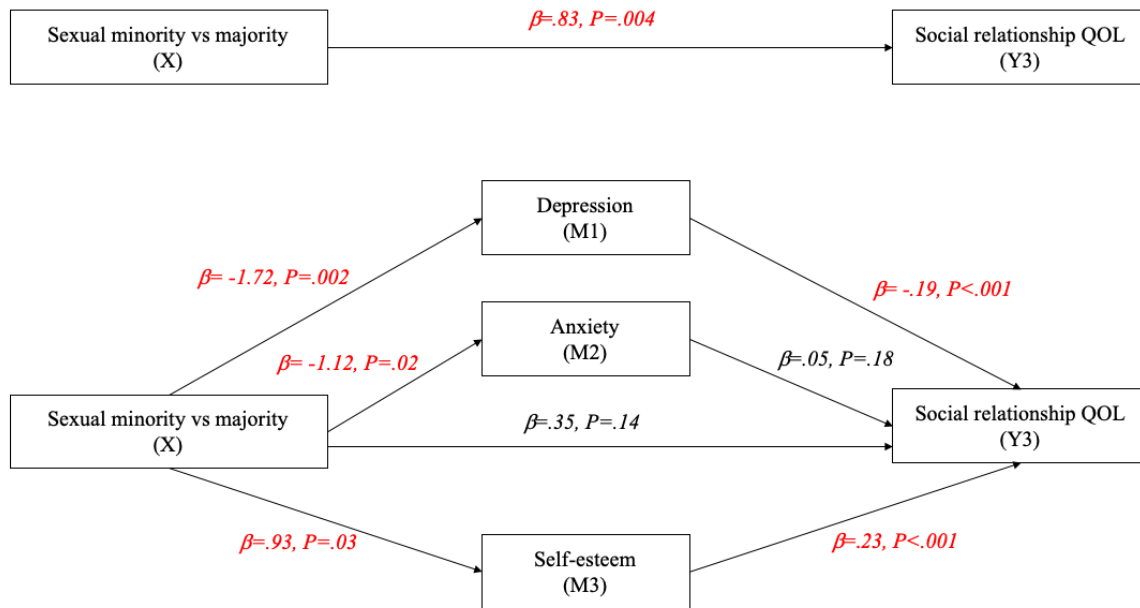 β=.83, P=.004
Sexual minority vs majority
(X)
Social relationship QOL
(Y3)
Depression
(M1)
β= -1.72, P=.002
β= -.19, P<.001
Anxiety
(M2)
β= -1.12, P=.02
β=.05, P=.18
Sexual minority vs majority
(X)
β=.35, P=.14
Social relationship QOL
(Y3)
β=.93, P=.03
β=.23, P<.001
Self-esteem
(M3)